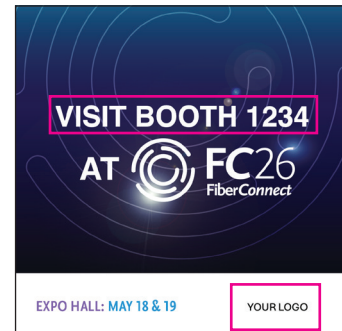 VISIT BOOTH 1234
AT FC26
FiberConnect
EXPO HALL: MAY 18 & 19
YOUR LOGO